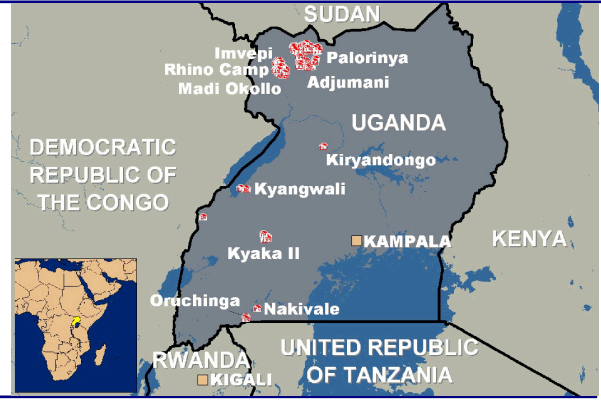 SUDAN
Imvepi
Palorinya
Rhino Camp
Adjumani
Madi Okollo
UGANDA
DEMOCRATIC
REPUBLIC OF
THE CONGO
Kiryandongo
Kyangwali
KAMPALA
KENYA
Kyaka II
Oruchinga
Nakivale
RWANDA
UNITED REPUBLIC
OF TANZANIA
KIGALI